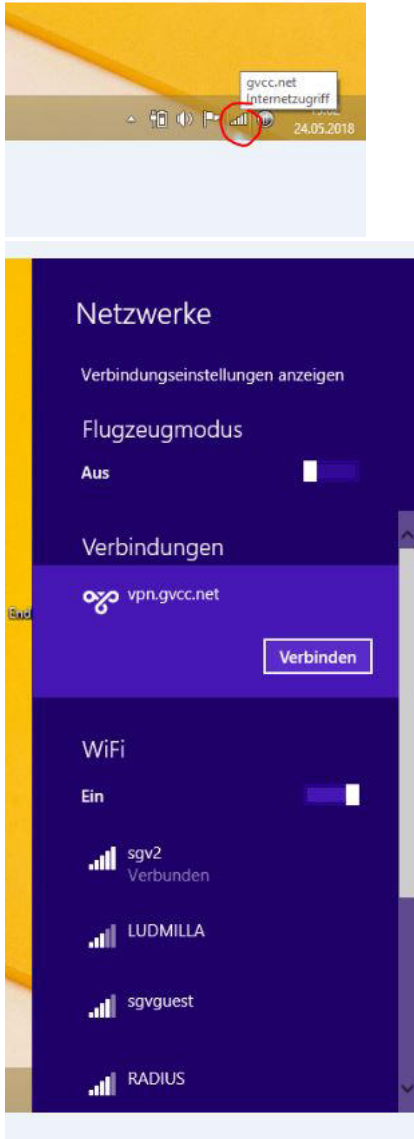 gvcc.net
Internetzugriff
24.05.2018
Netzwerke
Verbindungseinstellungen anzeigen
Flugzeugmodus
Aus
Verbindungen
vpn.gvcc.net
End
Verbinden
WiFi
Ein
sgv2
Verbunden
LUDMILLA
sgvguest
RADIUS